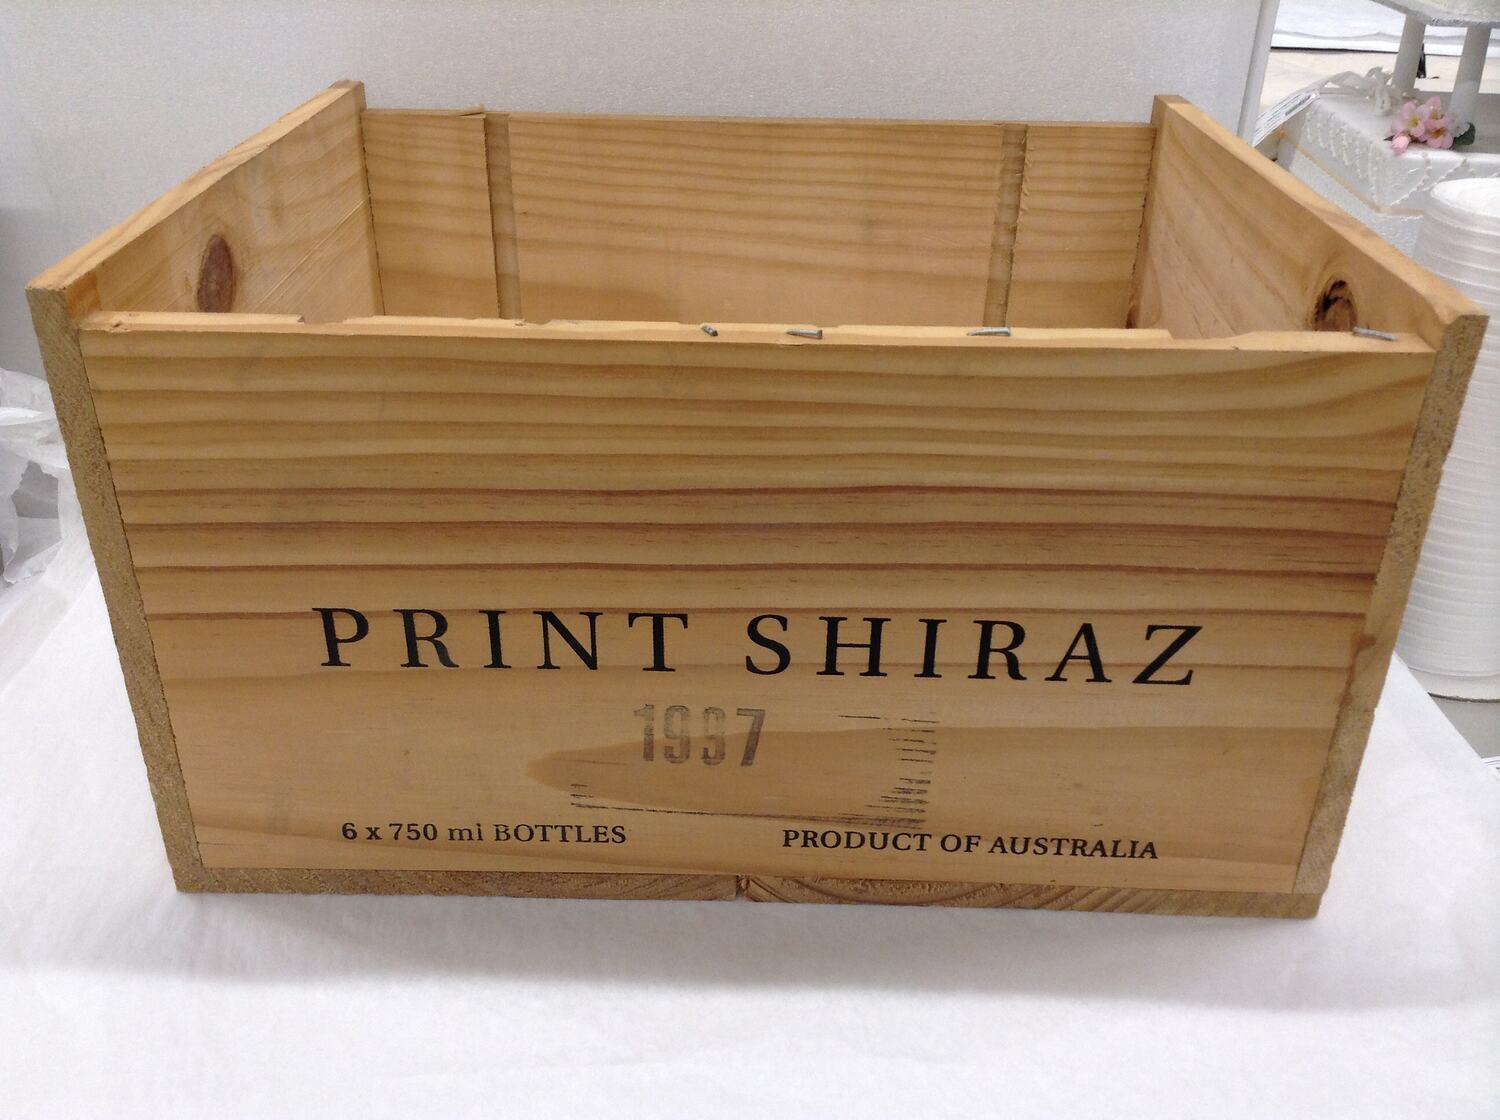 PRINT SHIRAZ
1997
6 x 750 ml BOTTLES
PRODUCT OF AUSTRALIA